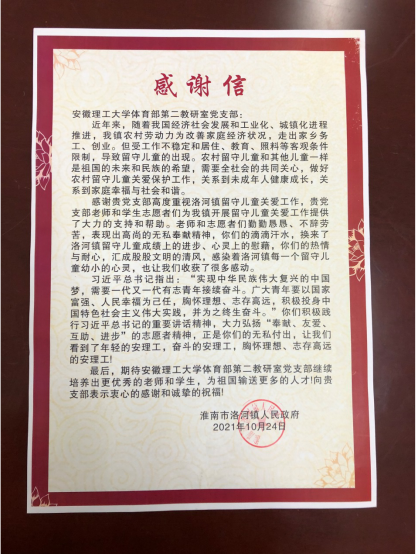 感谢信
安徽理工大学体育部第二教研室党支部：
近年来，随着我国经济社会发展和工业化、城镇化进程
推进，我镇农村劳动力为改善家庭经济状况，走出家乡务
工、创业。但受工作不稳定和居住、教育、照料等客观条件
限制，导致留守儿童的出现。农村留守儿童和其他儿童一样
是祖国的未来和民族的希望，需要全社会的共同关心，做好
农村留守儿童关爱保护工作，关系到未成年人健康成长，关
系到家庭幸福与社会和谐。
感谢贵党支部高度重视洛河镇留守儿童关爱工作，贵党
支部老师和学生志愿者们为我镇开展留守儿童关爱工作提供
了大力的支持和帮助。老师和志愿者们勤勤恳恳、不辞劳
苦，表现出高尚的无私奉献精神，你们的滴滴汗水，换来了
洛河镇留守儿童成绩上的进步、心灵上的慰藉，你们的热情
与耐心，汇成股股文明的清风，感染着洛河镇每一个留守儿
童幼小的心灵，也让我们收获了很多感动。
习近平总书记指出：“实现中华民族伟大复兴的中国
梦，需要一代又一代有志青年接续奋斗。广大青年要以国家
富强、人民幸福为己任，胸怀理想、志存高远，积极投身中
国特色社会主义伟大实践，并为之终生奋斗。”你们积极践
行习近平总书记的重要讲话精神，大力弘扬“奉献、友爱、
互助、进步”的志愿者精神，正是你们的无私付出，让我们
看到了年轻的安理工，奋斗的安理工，胸怀理想、志存高远
的安理工!
最后，期待安徽理工大学体育部第二教研室党支部继续
培养出更优秀的老师和学生，为祖国输送更多的人才!向贵
支部表示衷心的感谢和诚挚的祝福!
淮南市洛河镇人民政府
2021年10月24日